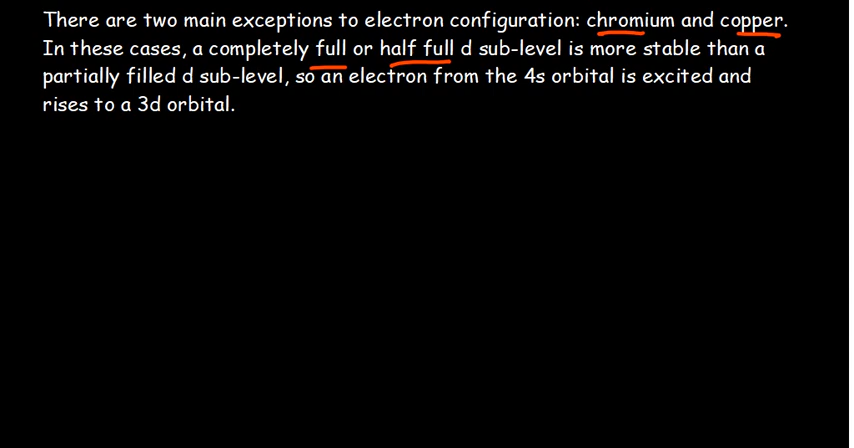 There are two main exceptions to electron configuration: chromium and copper.
In these cases, a completely full or half full d sub-level is more stable than a
partially filled d sub-level, so an electron from the 4s orbital is excited and
rises to a 3d orbital.